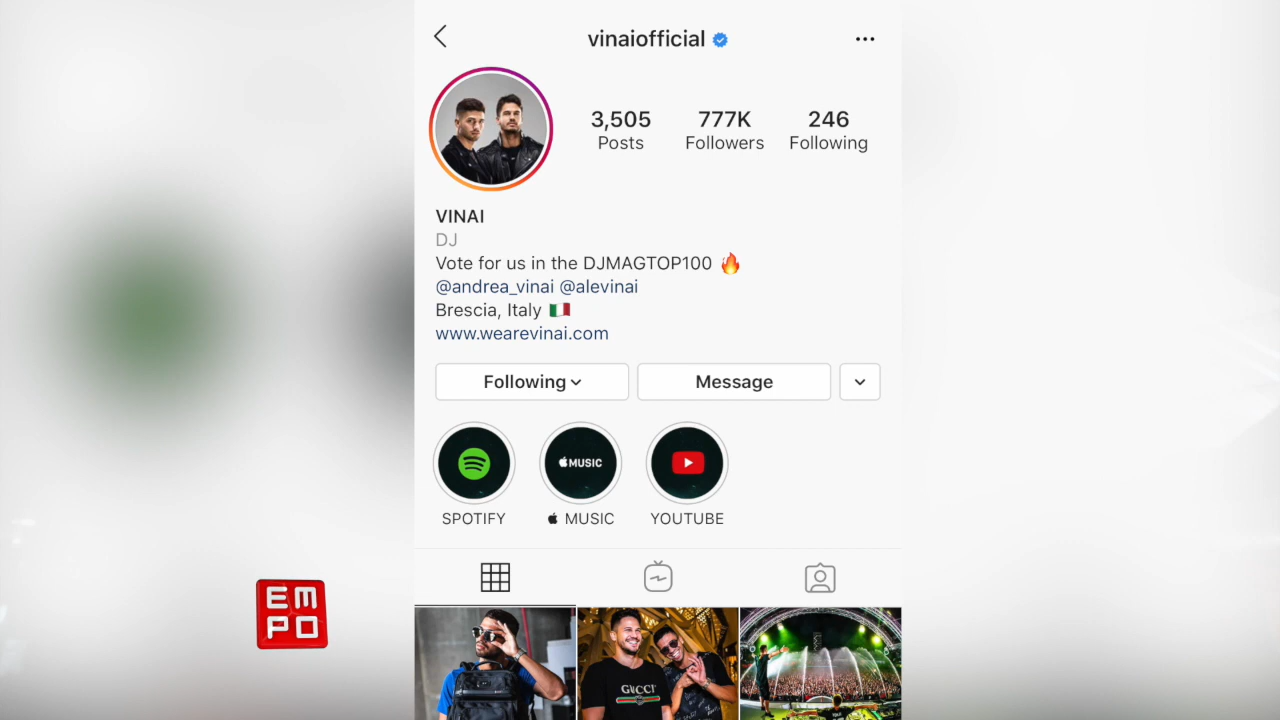 vinaiofficial
3,505 777K 246
Posts Followers Following
VINAI
DJ
Vote for us in the DJMAGTOP100 🔥
@andrea_vinai @alevinai
Brescia, Italy 🇮🇹
www.wearevinai.com
Following Message
MUSIC
SPOTIFY MUSIC YOUTUBE
EM
PO
GUCCI